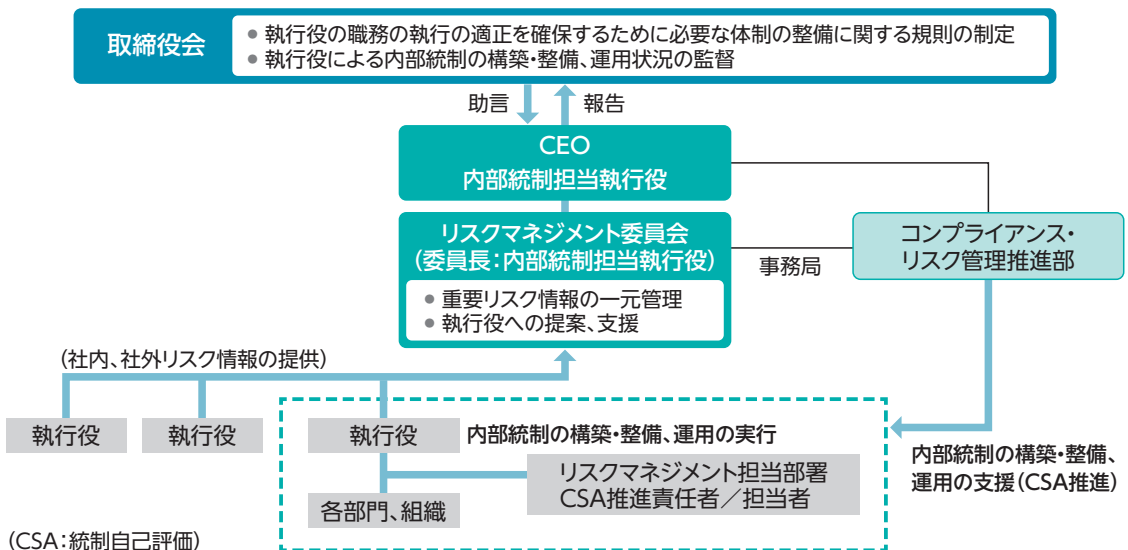 取締役会
● 執行役の職務の執行の適正を確保するために必要な体制の整備に関する規則の制定
● 執行役による内部統制の構築・整備、運用状況の監督
助言
報告
CEO
内部統制担当執行役
リスクマネジメント委員会
(委員長：内部統制担当執行役)
● 重要リスク情報の一元管理
● 執行役への提案、支援
事務局
コンプライアンス・
リスク管理推進部
(社内、社外リスク情報の提供)
執行役
執行役
執行役
内部統制の構築・整備、運用の実行
リスクマネジメント担当部署
CSA推進責任者／担当者
各部門、組織
内部統制の構築・整備、
運用の支援(CSA推進)
(CSA：統制自己評価)